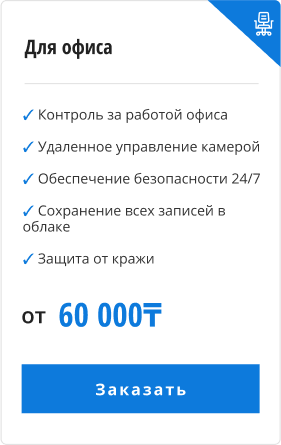 Для офиса
✓ Контроль за работой офиса
✓ Удаленное управление камерой
✓ Обеспечение безопасности 24/7
✓ Сохранение всех записей в
облаке
✓ Защита от кражи
от 60 000₸
Заказать